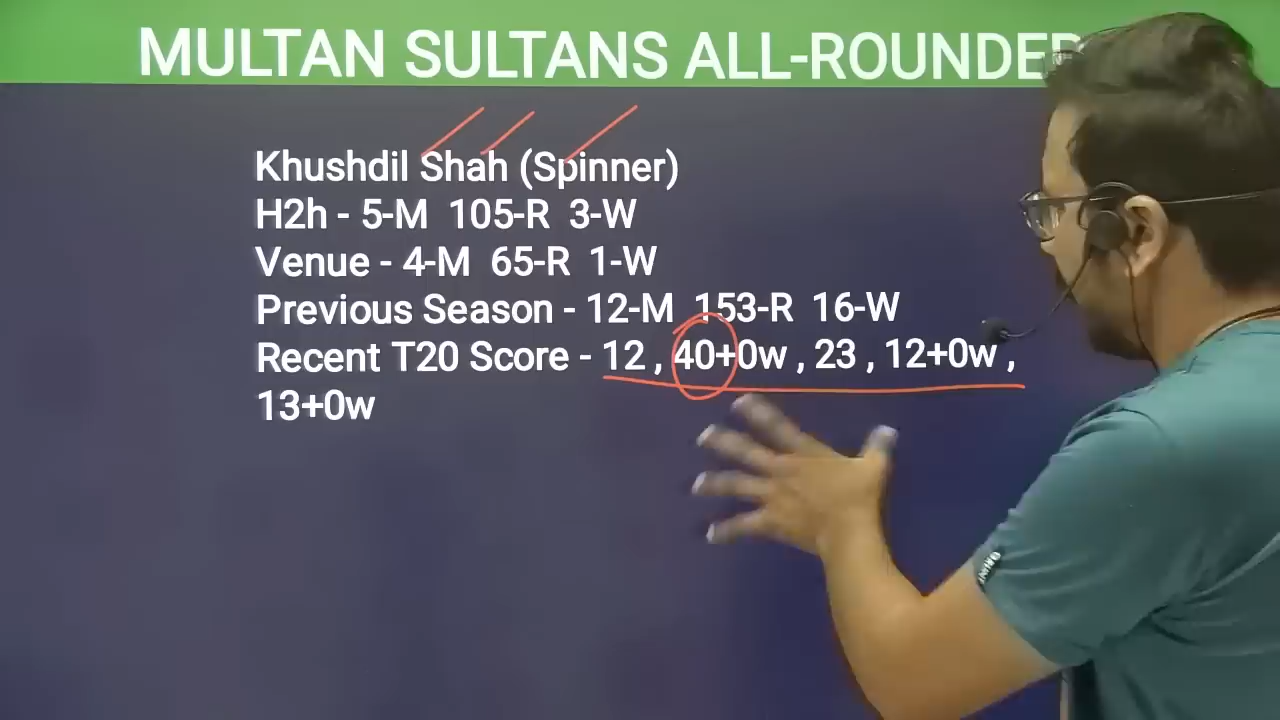 MULTAN SULTANS ALL-ROUNDER
Khushdil Shah (Spinner)
H2h - 5-M 105-R 3-W
Venue - 4-M 65-R 1-W
Previous Season - 12-M 153-R 16-W
Recent T20 Score - 12 , 40+0w , 23 , 12+0w ,
13+0w